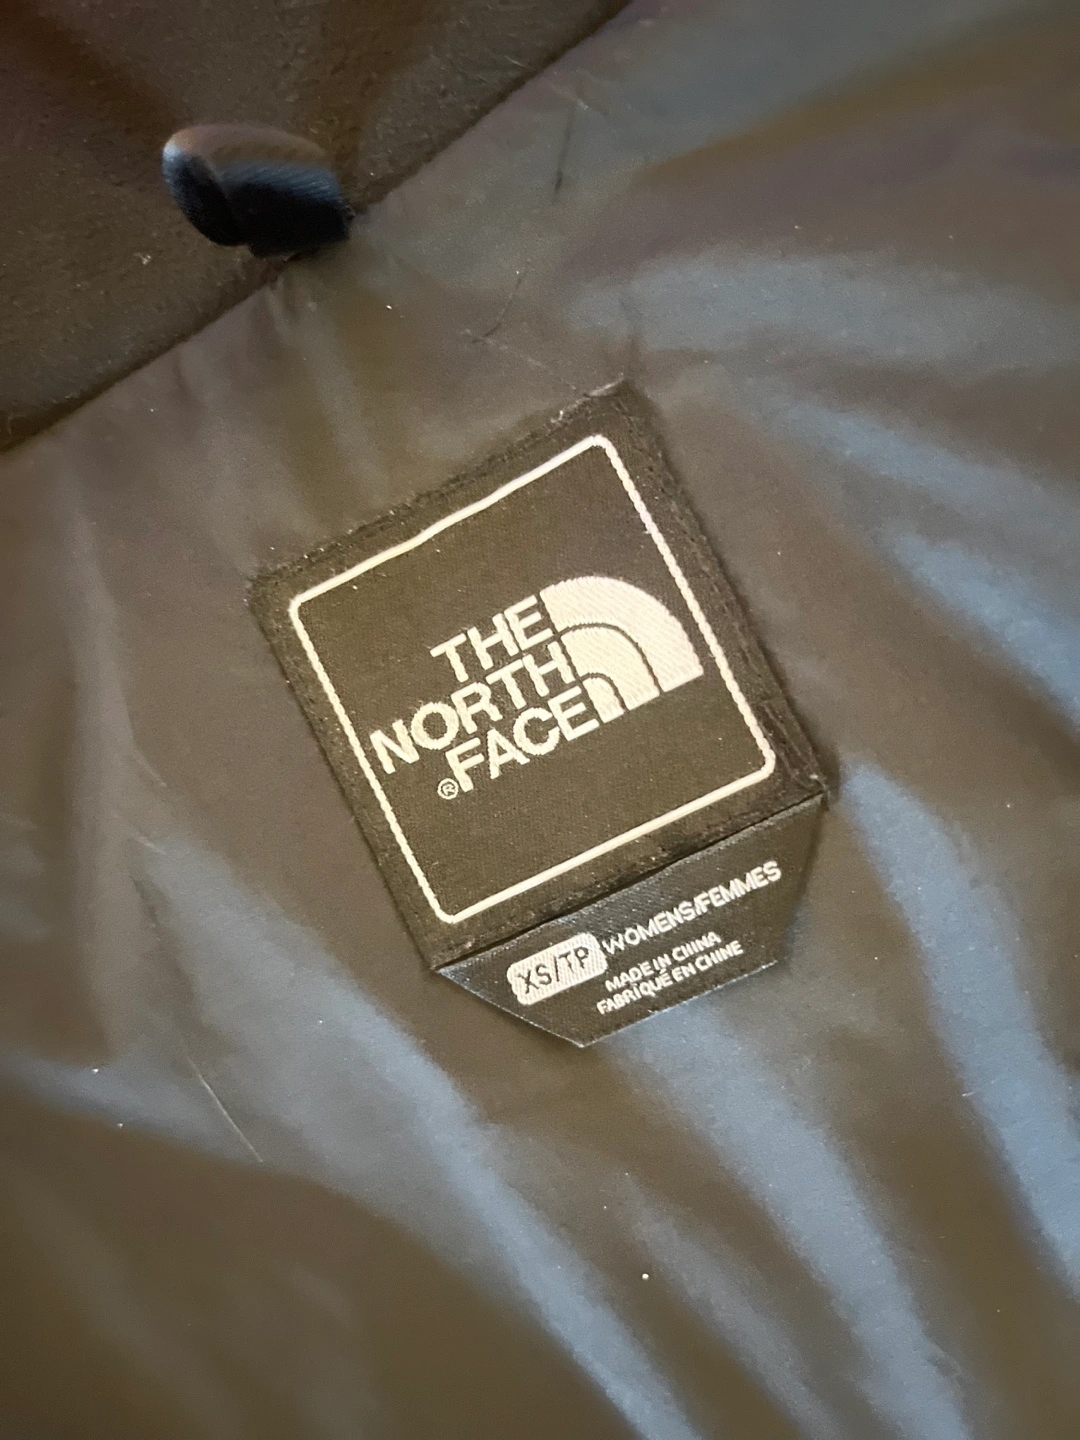 THE
NORTH
FACE
®
XS/TP WOMENS/FEMMES
MADE IN CHINA
FABRIQUÉ EN CHINE